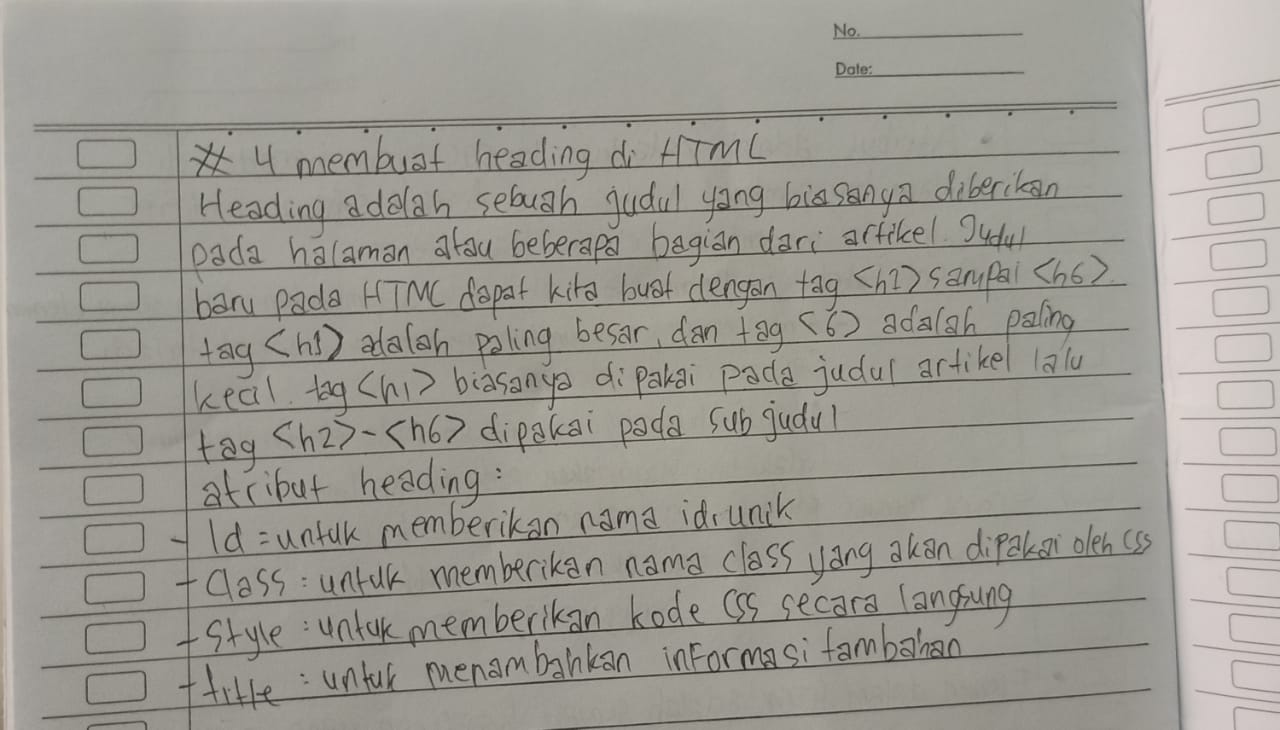 No.
Date:
# 4 membuat heading di HTML
Heading adalah sebuah judul yang biasanya diberikan
pada halaman atau beberapa bagian dari artikel. Judul
baru pada HTML dapat kita buat dengan tag <h1> sampai <h6>.
tag <h1> adalah paling besar, dan tag <6> adalah paling
kecil. tag <h1> biasanya dipakai pada judul artikel lalu
tag <h2>-<h6> dipakai pada sub judul
atribut heading:
- Id = untuk memberikan nama id. unik
- Class : untuk memberikan nama class yang akan dipakai oleh CSS
- Style : untuk memberikan kode CSS secara langsung
- title : untuk menambahkan informasi tambahan